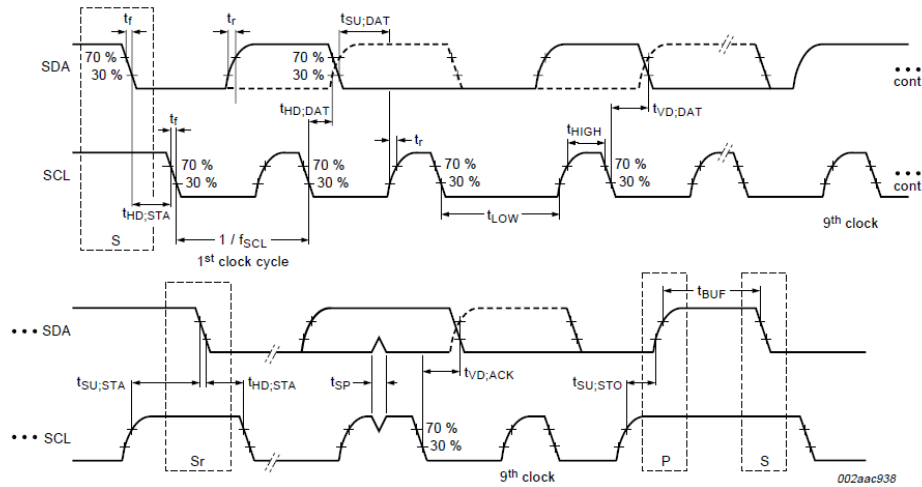 tf tr tSU;DAT
70 % 70 %
SDA
30 % 30 %
••• cont
tHD;DAT tVD;DAT
tf tr tHIGH
70 % 70 % 70 % 70 %
SCL
30 % 30 % 30 % 30 %
••• cont
tHD;STA tLOW
S 1 / fSCL 9th clock
1st clock cycle
tBUF
••• SDA
tSU;STA tHD;STA tSP tVD;ACK tSU;STO
70 %
••• SCL
30 %
Sr 9th clock P S
002aac938